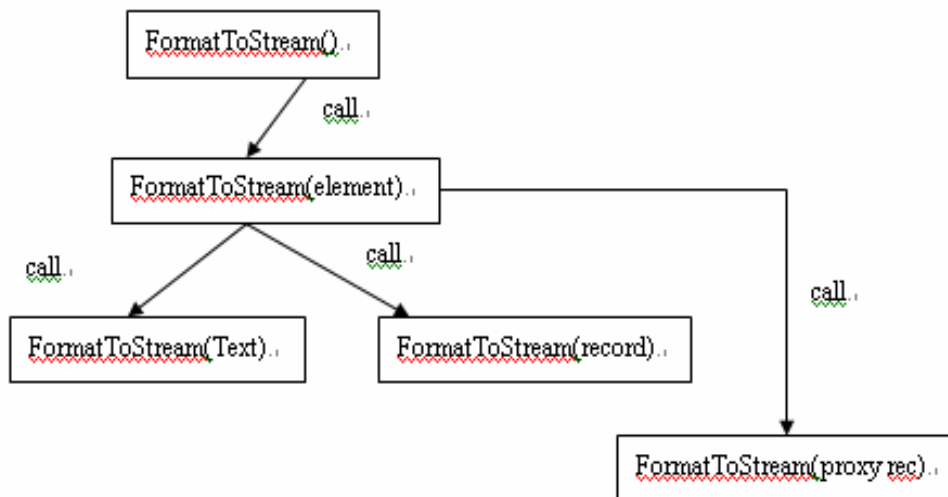 FormatToStream()
call
FormatToStream(element)
call
call
call
FormatToStream(Text)
FormatToStream(record)
FormatToStream(proxy rec)